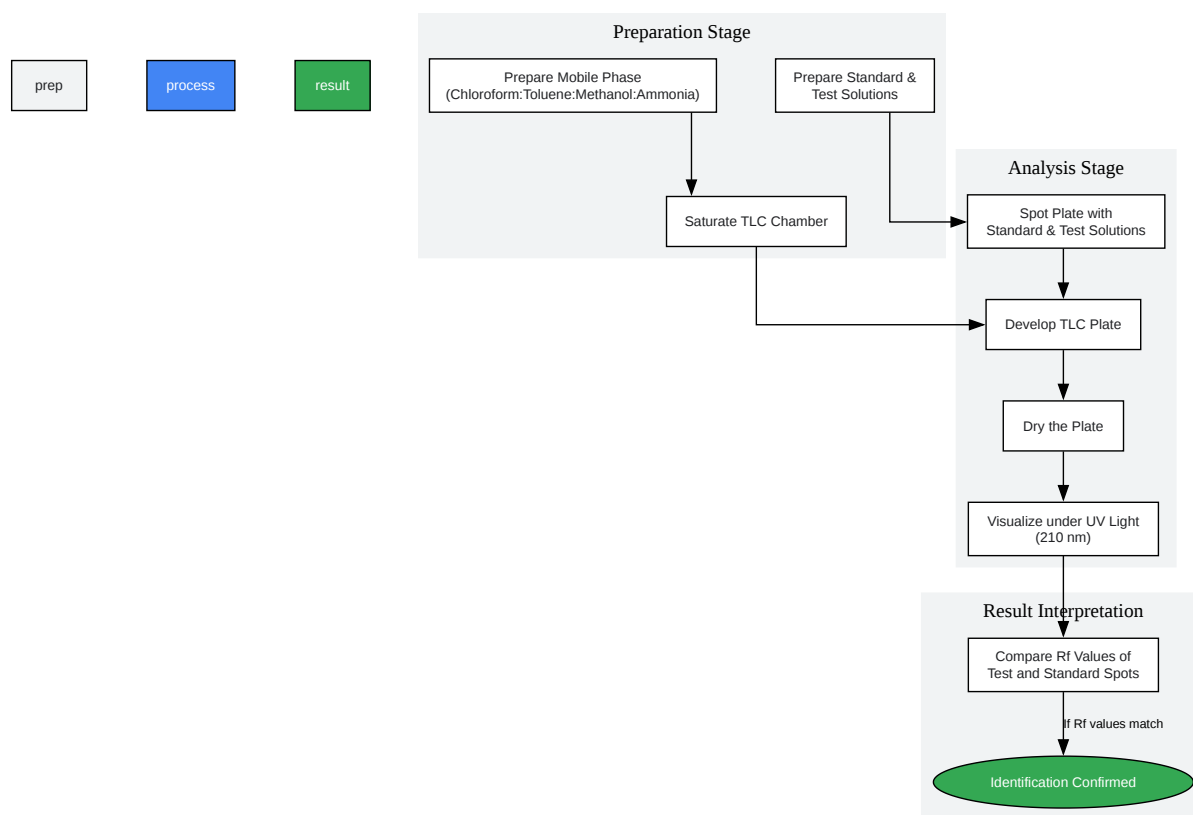 prep
process
result
Preparation Stage
Prepare Mobile Phase
(Chloroform:Toluene:Methanol:Ammonia)
Prepare Standard &
Test Solutions
Saturate TLC Chamber
Analysis Stage
Spot Plate with
Standard & Test Solutions
Develop TLC Plate
Dry the Plate
Visualize under UV Light
(210 nm)
Result Interpretation
Compare Rf Values of
Test and Standard Spots
If Rf values match
Identification Confirmed